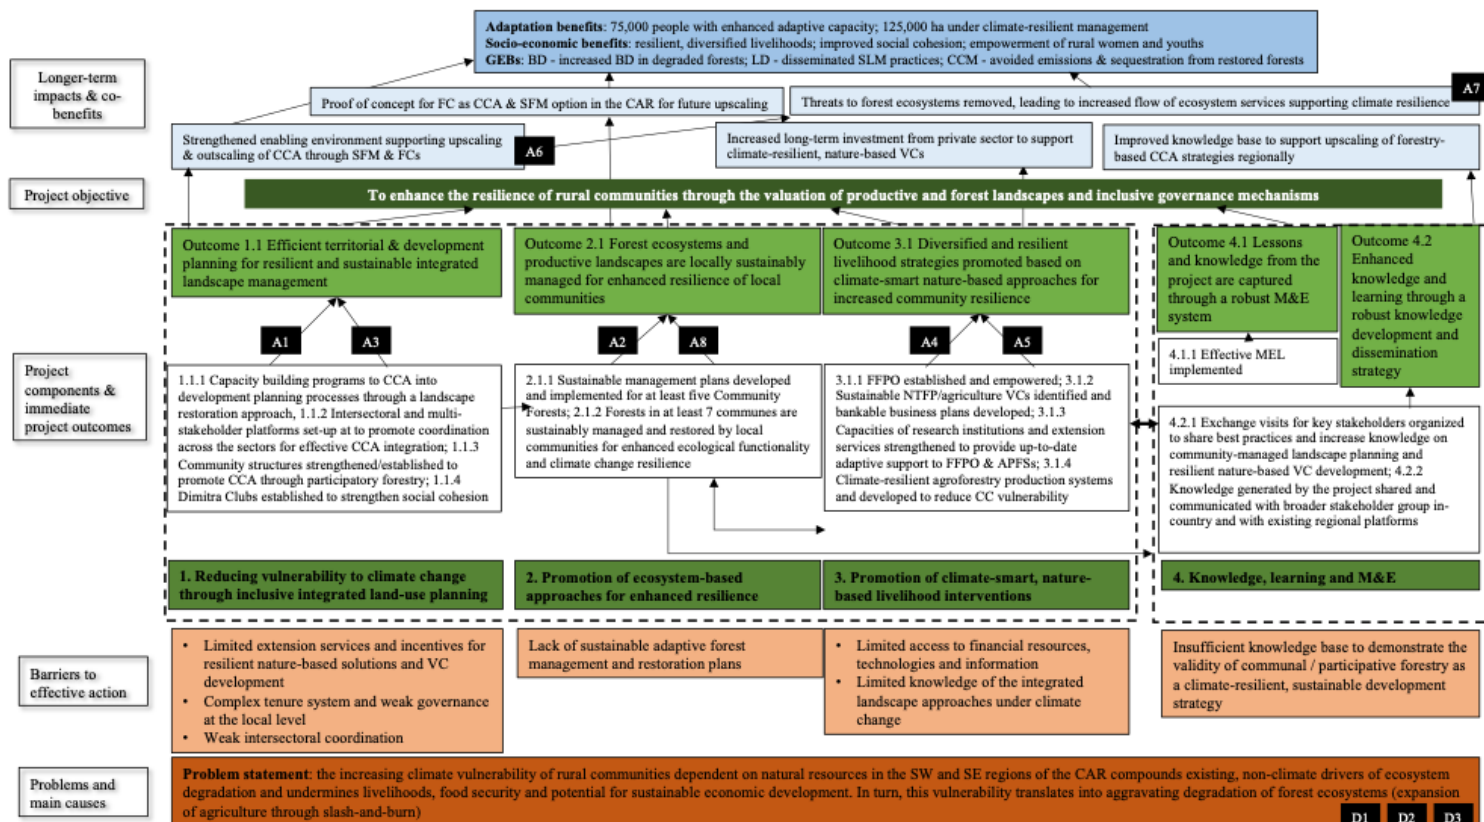 Adaptation benefits: 75,000 people with enhanced adaptive capacity; 125,000 ha under climate-resilient management
Socio-economic benefits: resilient, diversified livelihoods; improved social cohesion; empowerment of rural women and youths
GEBs: BD - increased BD in degraded forests; LD - disseminated SLM practices; CCM - avoided emissions & sequestration from restored forests
Longer-term
impacts & co-
benefits
Proof of concept for FC as CCA & SFM option in the CAR for future upscaling
Threats to forest ecosystems removed, leading to increased flow of ecosystem services supporting climate resilience
A7
Strengthened enabling environment supporting upscaling
& outscaling of CCA through SFM & FCs
A6
Increased long-term investment from private sector to support
climate-resilient, nature-based VCs
Improved knowledge base to support upscaling of forestry-
based CCA strategies regionally
Project objective
To enhance the resilience of rural communities through the valuation of productive and forest landscapes and inclusive governance mechanisms
Project
components &
immediate
project outcomes
Outcome 1.1 Efficient territorial & development
planning for resilient and sustainable integrated
landscape management
Outcome 2.1 Forest ecosystems and
productive landscapes are locally sustainably
managed for enhanced resilience of local
communities
Outcome 3.1 Diversified and resilient
livelihood strategies promoted based on
climate-smart nature-based approaches for
increased community resilience
Outcome 4.1 Lessons
and knowledge from the
project are captured
through a robust M&E
system
Outcome 4.2
Enhanced
knowledge and
learning through a
robust knowledge
development and
dissemination
strategy
A1
A3
A2
A8
A4
A5
4.1.1 Effective MEL
implemented
1.1.1 Capacity building programs to CCA into
development planning processes through a landscape
restoration approach, 1.1.2 Intersectoral and multi-
stakeholder platforms set-up at to promote coordination
across the sectors for effective CCA integration; 1.1.3
Community structures strengthened/established to
promote CCA through participatory forestry; 1.1.4
Dimitra Clubs established to strengthen social cohesion
2.1.1 Sustainable management plans developed
and implemented for at least five Community
Forests; 2.1.2 Forests in at least 7 communes are
sustainably managed and restored by local
communities for enhanced ecological functionality
and climate change resilience
3.1.1 FFPO established and empowered; 3.1.2
Sustainable NTFP/agriculture VCs identified and
bankable business plans developed; 3.1.3
Capacities of research institutions and extension
services strengthened to provide up-to-date
adaptive support to FFPO & APFSs; 3.1.4
Climate-resilient agroforestry production systems
and developed to reduce CC vulnerability
4.2.1 Exchange visits for key stakeholders organized
to share best practices and increase knowledge on
community-managed landscape planning and
resilient nature-based VC development; 4.2.2
Knowledge generated by the project shared and
communicated with broader stakeholder group in-
country and with existing regional platforms
1. Reducing vulnerability to climate change
through inclusive integrated land-use planning
2. Promotion of ecosystem-based
approaches for enhanced resilience
3. Promotion of climate-smart, nature-
based livelihood interventions
4. Knowledge, learning and M&E
Barriers to
effective action
• Limited extension services and incentives for
resilient nature-based solutions and VC
development
• Complex tenure system and weak governance
at the local level
• Weak intersectoral coordination
Lack of sustainable adaptive forest
management and restoration plans
• Limited access to financial resources,
technologies and information
• Limited knowledge of the integrated
landscape approaches under climate
change
Insufficient knowledge base to demonstrate the
validity of communal / participative forestry as
a climate-resilient, sustainable development
strategy
Problems and
main causes
Problem statement: the increasing climate vulnerability of rural communities dependent on natural resources in the SW and SE regions of the CAR compounds existing, non-climate drivers of ecosystem
degradation and undermines livelihoods, food security and potential for sustainable economic development. In turn, this vulnerability translates into aggravating degradation of forest ecosystems (expansion
of agriculture through slash-and-burn)
D1
D2
D3